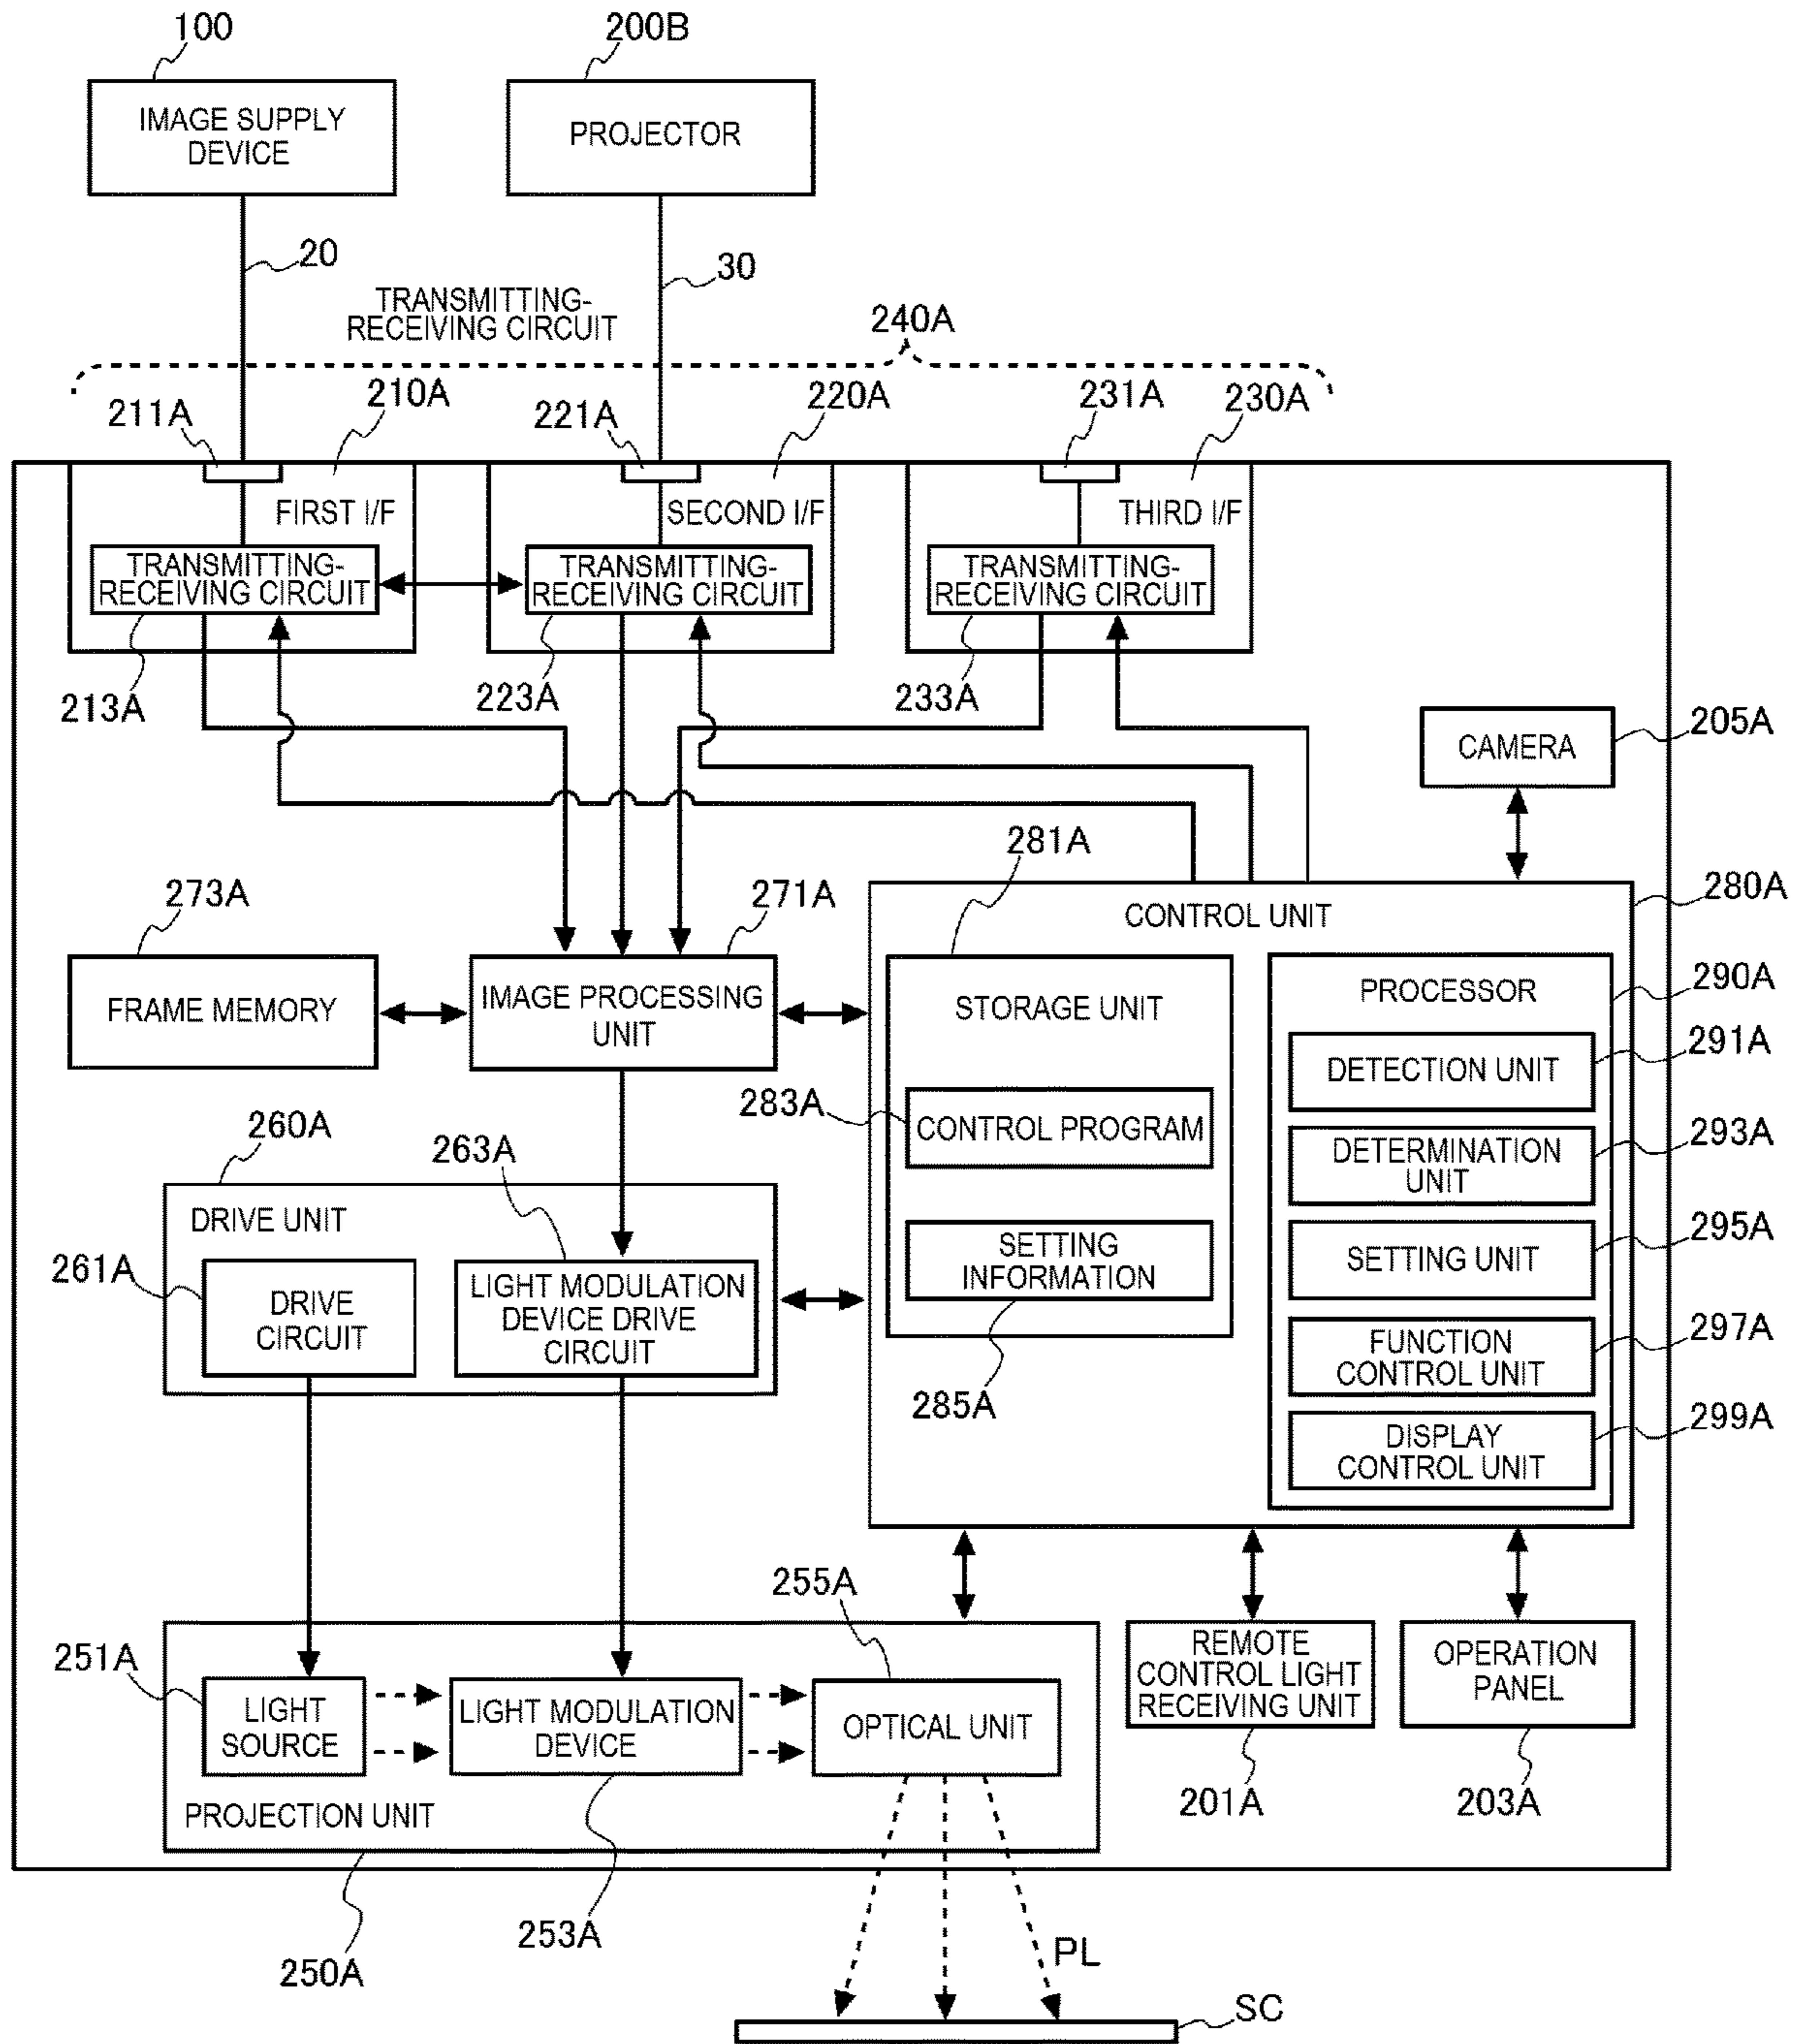 100
200B
IMAGE SUPPLY
DEVICE
PROJECTOR
20
30
TRANSMITTING-
RECEIVING CIRCUIT
240A
211A
210A
221A
220A
231A
230A
FIRST I/F
SECOND I/F
THIRD I/F
TRANSMITTING-
RECEIVING CIRCUIT
TRANSMITTING-
RECEIVING CIRCUIT
TRANSMITTING-
RECEIVING CIRCUIT
213A
223A
233A
CAMERA
205A
273A
271A
281A
280A
CONTROL UNIT
FRAME MEMORY
IMAGE PROCESSING
UNIT
STORAGE UNIT
PROCESSOR
290A
DETECTION UNIT
291A
283A
CONTROL PROGRAM
DETERMINATION
UNIT
293A
260A
263A
DRIVE UNIT
SETTING
INFORMATION
SETTING UNIT
295A
261A
DRIVE
CIRCUIT
LIGHT MODULATION
DEVICE DRIVE
CIRCUIT
285A
FUNCTION
CONTROL UNIT
297A
DISPLAY
CONTROL UNIT
299A
255A
251A
LIGHT
SOURCE
LIGHT MODULATION
DEVICE
OPTICAL UNIT
REMOTE
CONTROL LIGHT
RECEIVING UNIT
OPERATION
PANEL
PROJECTION UNIT
201A
203A
253A
250A
PL
SC